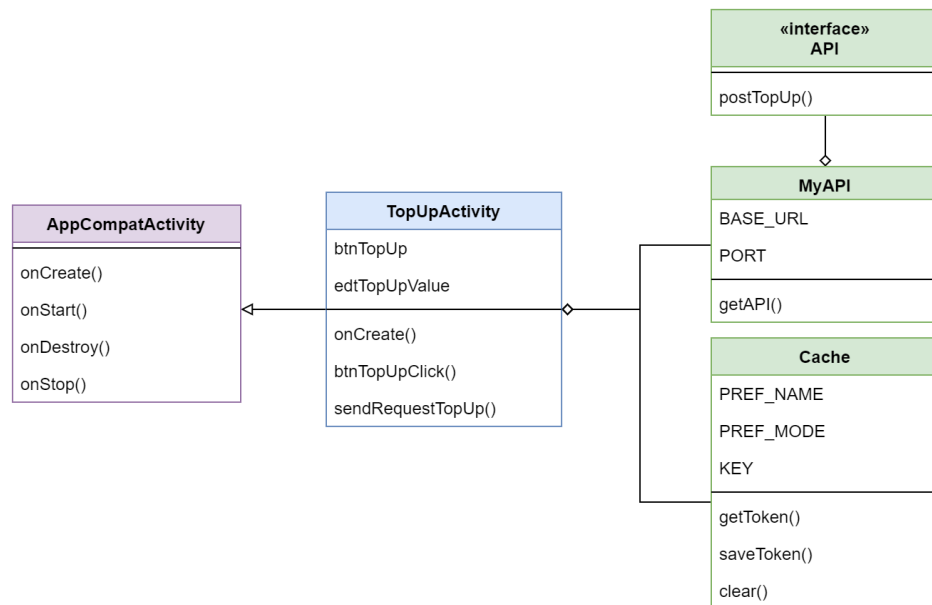 «interface»
API
postTopUp()
MyAPI
BASE_URL
PORT
getAPI()
AppCompatActivity
onCreate()
onStart()
onDestroy()
onStop()
TopUpActivity
btnTopUp
edtTopUpValue
onCreate()
btnTopUpClick()
sendRequestTopUp()
Cache
PREF_NAME
PREF_MODE
KEY
getToken()
saveToken()
clear()